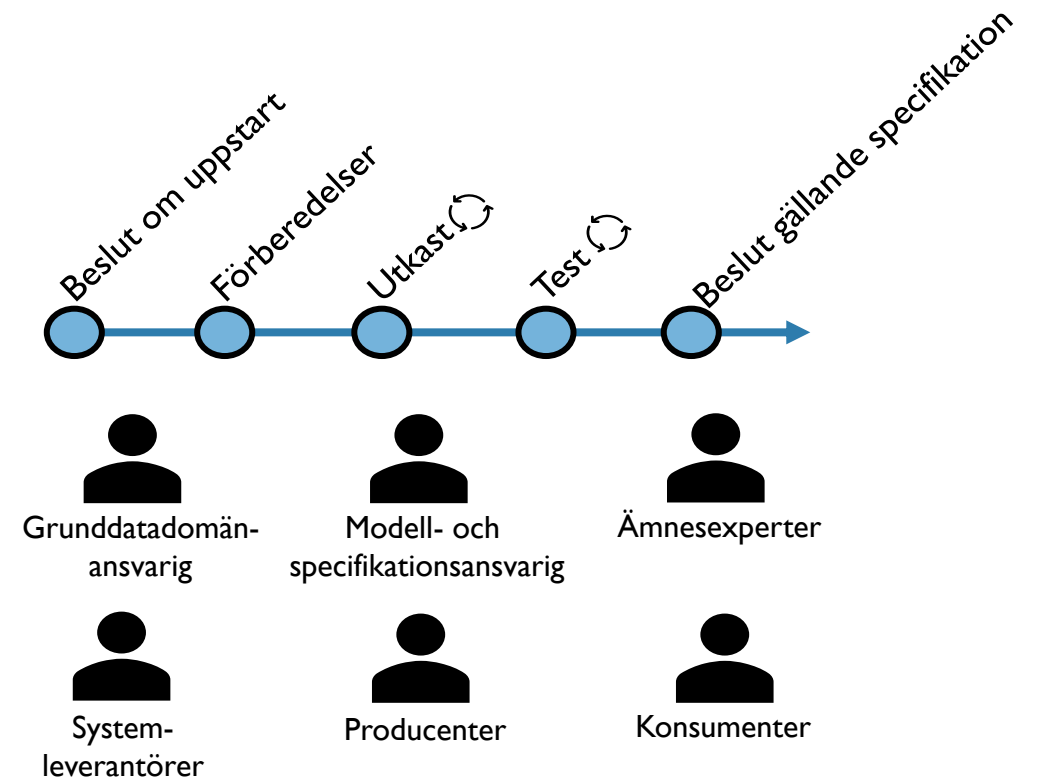 Beslut om uppstart
Förberedelser
Utkast
Test
Beslut gällande specifikation
Grunddatadomän-
ansvarig
Modell- och
specifikationsansvarig
Ämnesexperter
System-
leverantörer
Producenter
Konsumenter